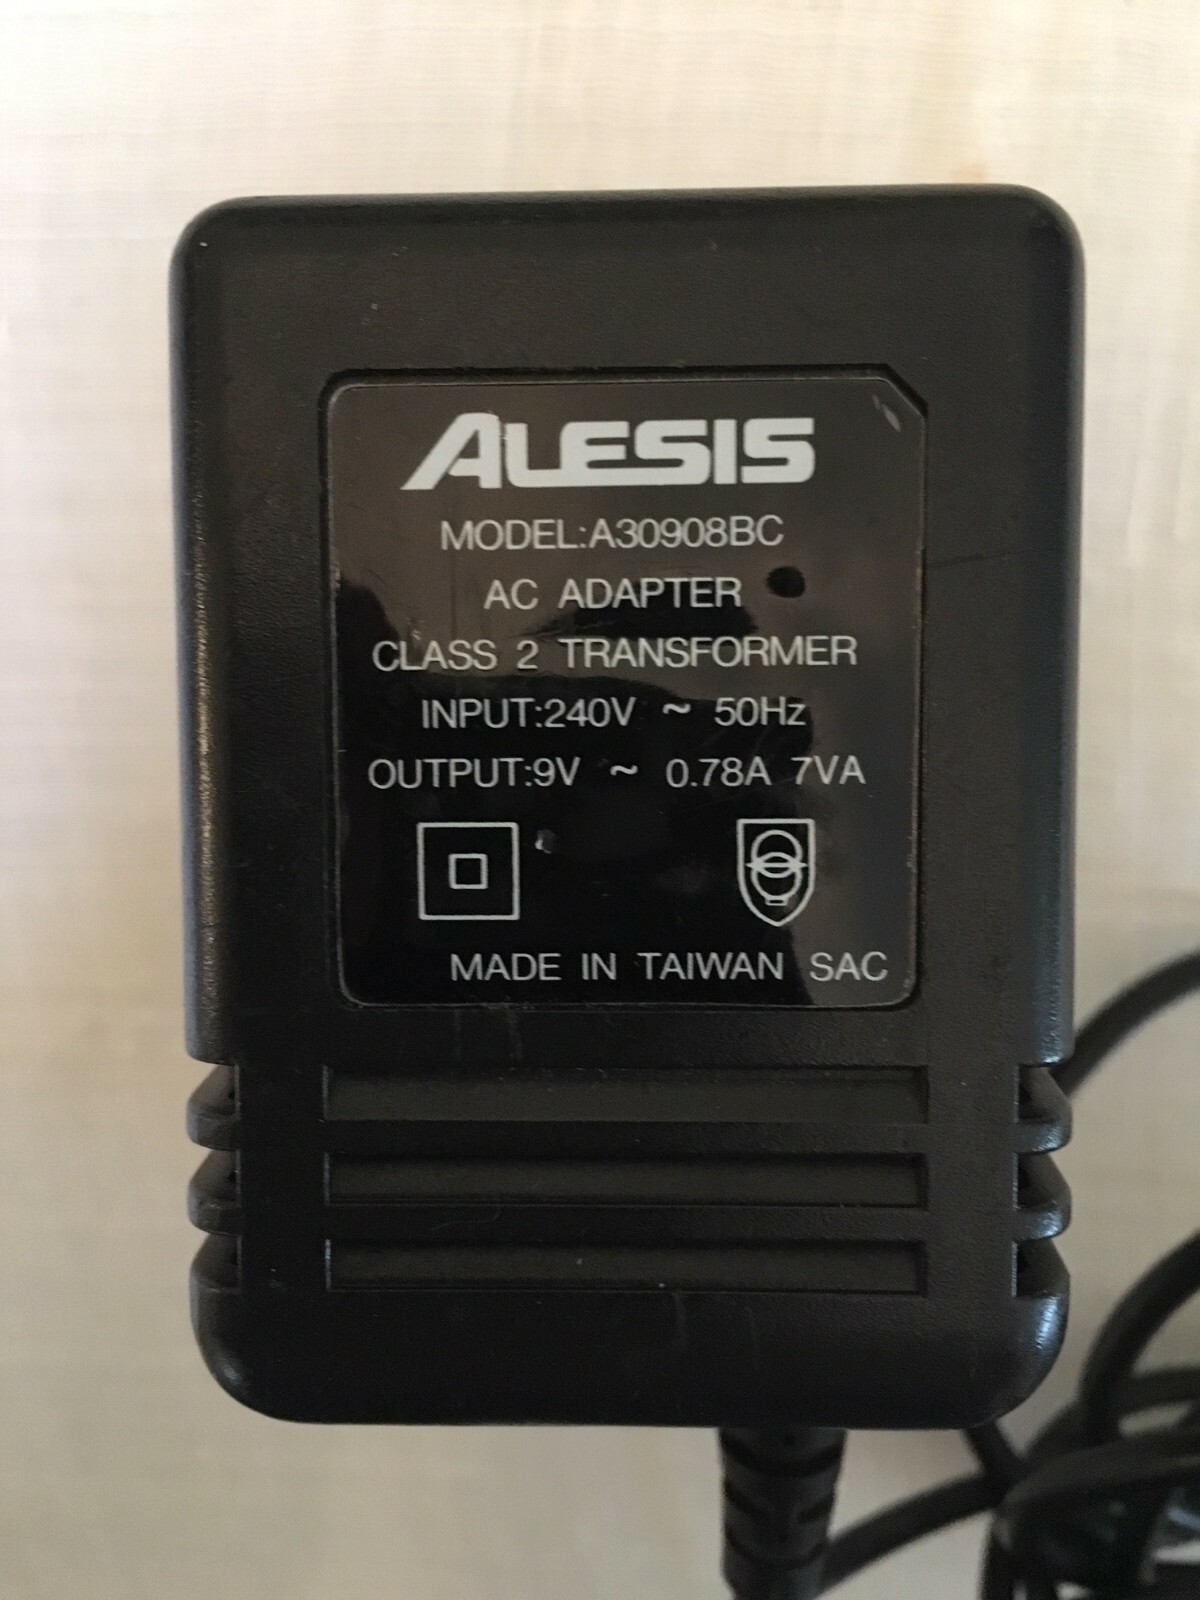 ALESIS
MODEL:A30908BC
AC ADAPTER
CLASS 2 TRANSFORMER
INPUT:240V ~ 50Hz
OUTPUT:9V ~ 0.78A 7VA
MADE IN TAIWAN SAC